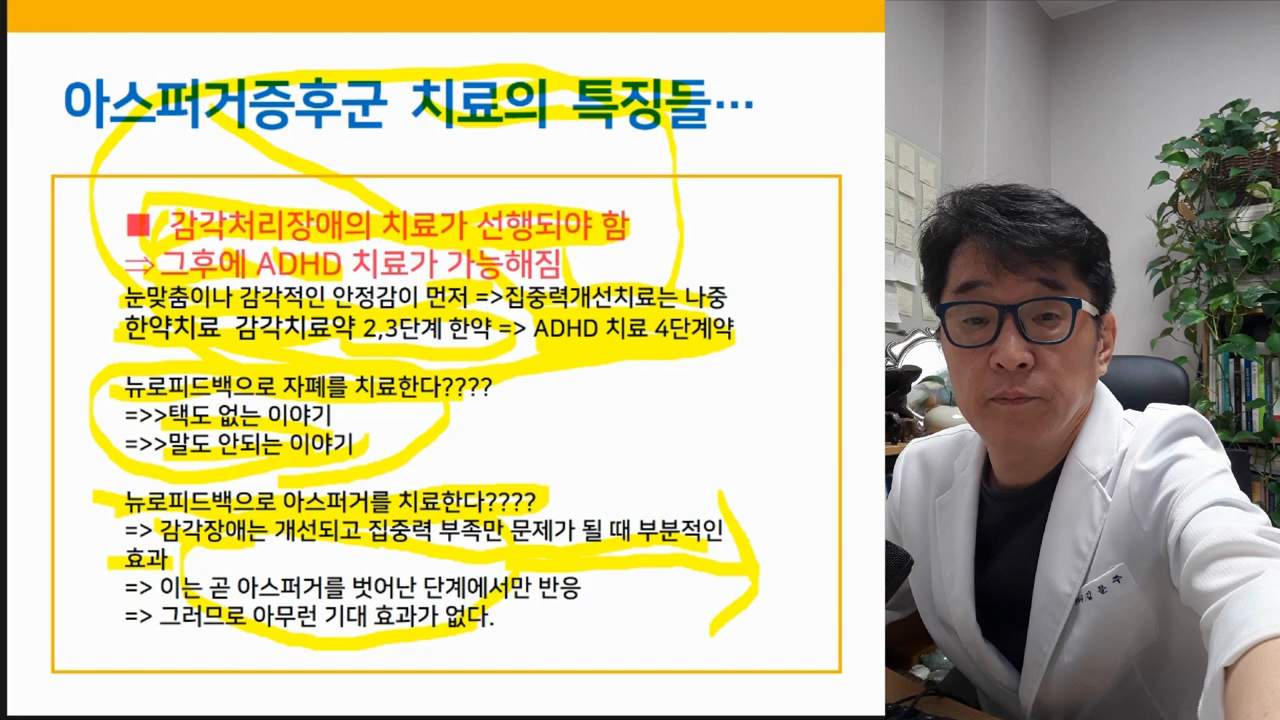 아스퍼거증후군 치료의 특징들…
■ 감각처리장애의 치료가 선행되야 함
⇒ 그후에 ADHD 치료가 가능해짐
눈맞춤이나 감각적인 안정감이 먼저 =>집중력개선치료는 나중
한약치료 감각치료약 2,3단계 한약 => ADHD 치료 4단계약
뉴로피드백으로 자폐를 치료한다????
=>>택도 없는 이야기
=>>말도 안되는 이야기
뉴로피드백으로 아스퍼거를 치료한다????
=> 감각장애는 개선되고 집중력 부족만 문제가 될 때 부분적인
효과
=> 이는 곧 아스퍼거를 벗어난 단계에서만 반응
=> 그러므로 아무런 기대 효과가 없다.